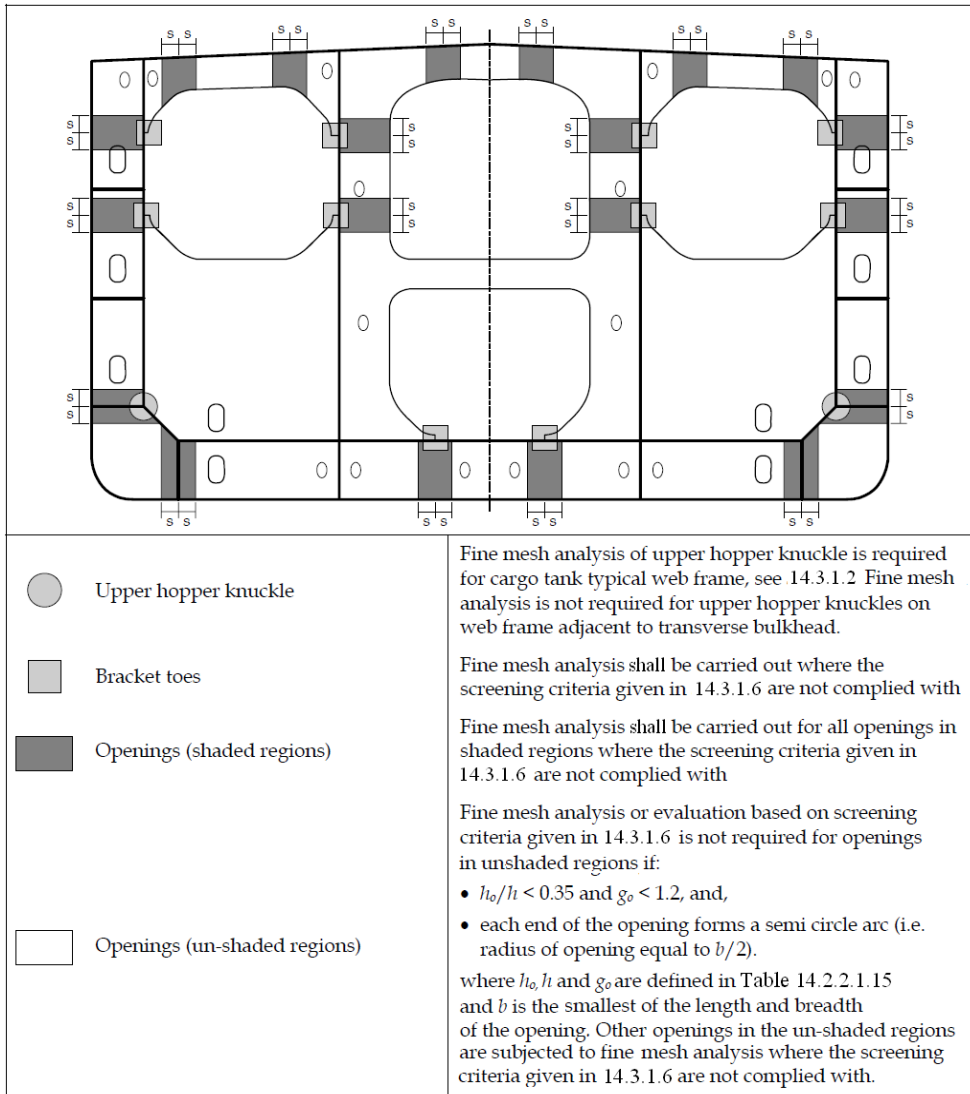 s s s s s s s s s s s s
s s s s
s s s s
s s s s
s s s s
s s
s s
s s s s s s s s
Upper hopper knuckle
Fine mesh analysis of upper hopper knuckle is required
for cargo tank typical web frame, see 14.3.1.2 Fine mesh
analysis is not required for upper hopper knuckles on
web frame adjacent to transverse bulkhead.
Bracket toes
Fine mesh analysis shall be carried out where the
screening criteria given in 14.3.1.6 are not complied with
Openings (shaded regions)
Fine mesh analysis shall be carried out for all openings in
shaded regions where the screening criteria given in
14.3.1.6 are not complied with
Openings (un-shaded regions)
Fine mesh analysis or evaluation based on screening
criteria given in 14.3.1.6 is not required for openings
in unshaded regions if:
• ho/h < 0.35 and go < 1.2, and,
• each end of the opening forms a semi circle arc (i.e.
radius of opening equal to b/2).
where ho, h and go are defined in Table 14.2.2.1.15
and b is the smallest of the length and breadth
of the opening. Other openings in the un-shaded regions
are subjected to fine mesh analysis where the screening
criteria given in 14.3.1.6 are not complied with.